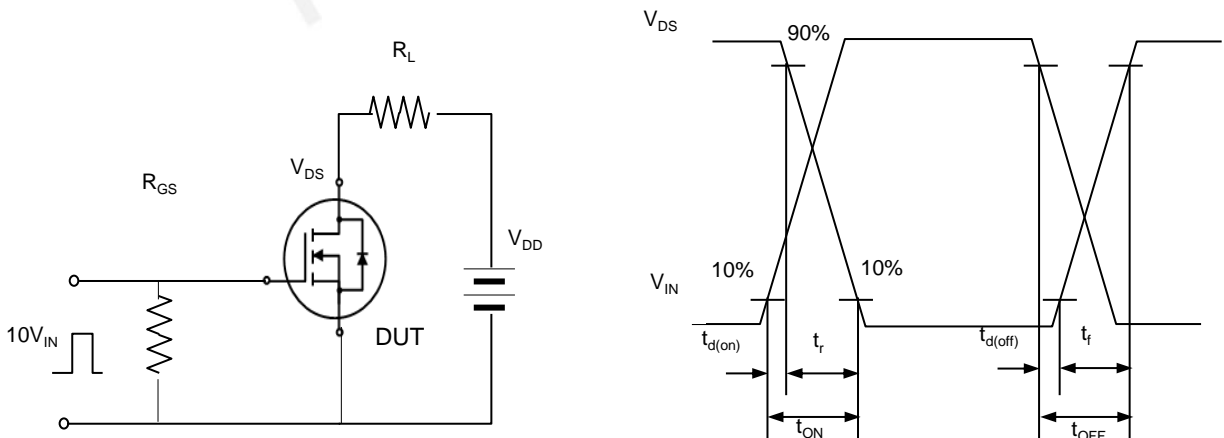 R_L
V_DS
R_GS
V_DD
10V_IN
DUT
V_DS
90%
10%
10%
V_IN
t_d(on)
t_r
t_d(off)
t_f
t_ON
t_OFF